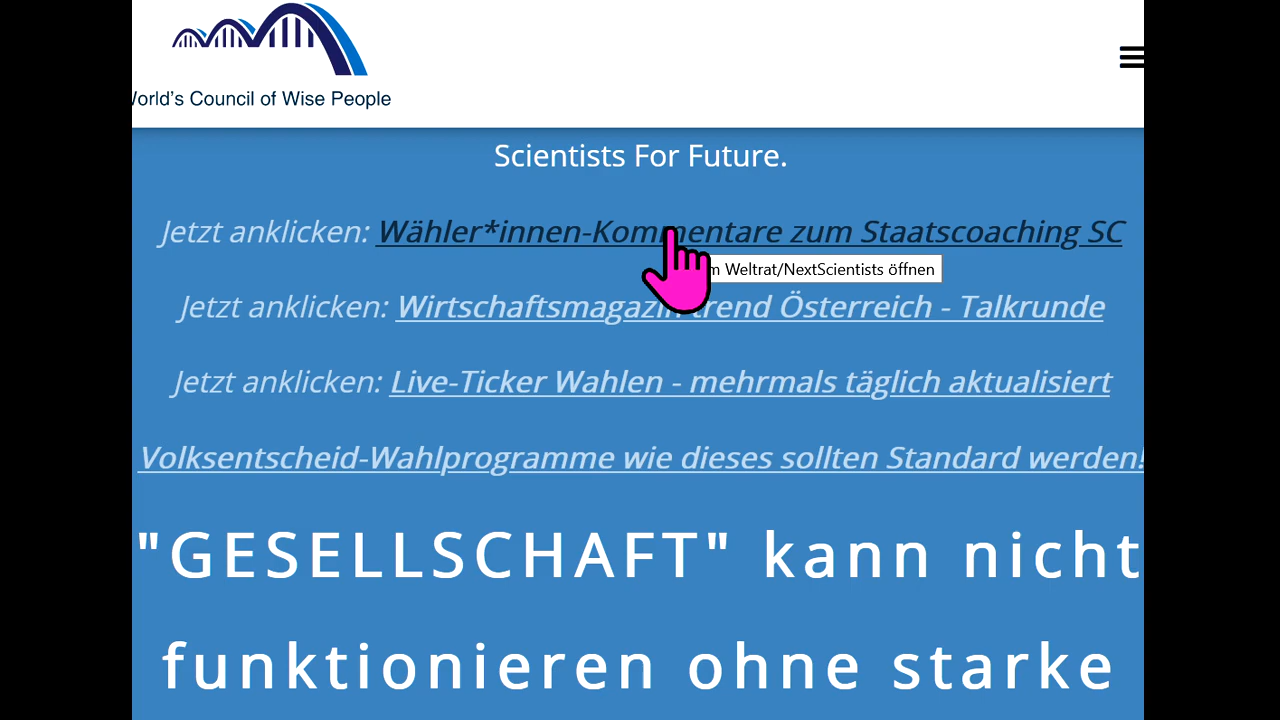 World's Council of Wise People
Scientists For Future.
Jetzt anklicken: Wähler*innen-Kommentare zum Staatscoaching SC
m Weltrat/NextScientists öffnen
Jetzt anklicken: Wirtschaftsmagazin trend Österreich - Talkrunde
Jetzt anklicken: Live-Ticker Wahlen - mehrmals täglich aktualisiert
Volksentscheid-Wahlprogramme wie dieses sollten Standard werden!
"GESELLSCHAFT" kann nicht
funktionieren ohne starke